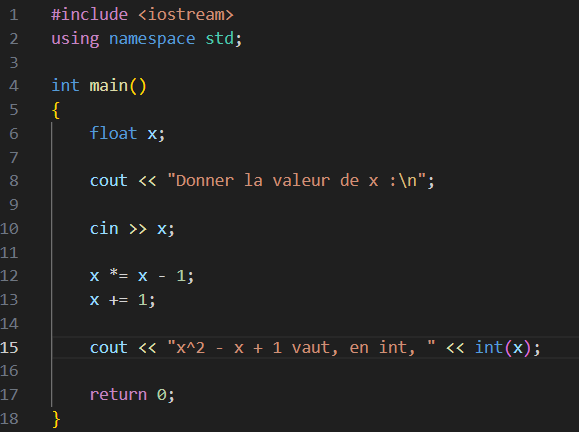 1 #include <iostream>
2 using namespace std;
3
4 int main()
5 {
6     float x;
7
8     cout << "Donner la valeur de x :\n";
9
10     cin >> x;
11
12     x *= x - 1;
13     x += 1;
14
15     cout << "x^2 - x + 1 vaut, en int, " << int(x);
16
17     return 0;
18 }